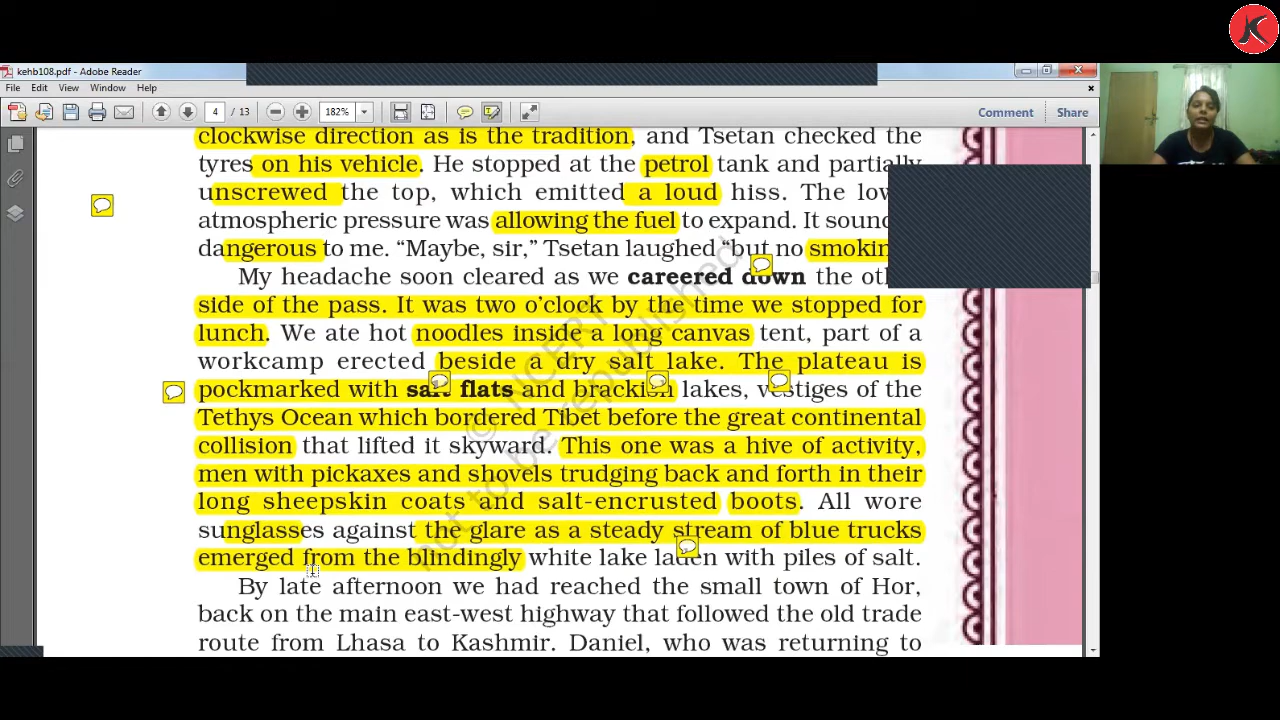 K
kehb108.pdf - Adobe Reader
File Edit View Window Help
4 / 13 182% Comment Share
clockwise direction as is the tradition, and Tsetan checked the
tyres on his vehicle. He stopped at the petrol tank and partially
unscrewed the top, which emitted a loud hiss. The
atmospheric pressure was allowing the fuel to expand. It
dangerous to me. “Maybe, sir,” Tsetan laughed “but no
My headache soon cleared as we careered down the
side of the pass. It was two o’clock by the time we stopped for
lunch. We ate hot noodles inside a long canvas tent, part of a
workcamp erected beside a dry salt lake. The plateau is
pockmarked with salt flats and brackish lakes, vestiges of the
Tethys Ocean which bordered Tibet before the great continental
collision that lifted it skyward. This one was a hive of activity,
men with pickaxes and shovels trudging back and forth in their
long sheepskin coats and salt-encrusted boots. All wore
sunglasses against the glare as a steady stream of blue trucks
emerged from the blindingly white lake laden with piles of salt.
By late afternoon we had reached the small town of Hor,
back on the main east-west highway that followed the old trade
route from Lhasa to Kashmir. Daniel, who was returning to
© NCERT
not to be republished